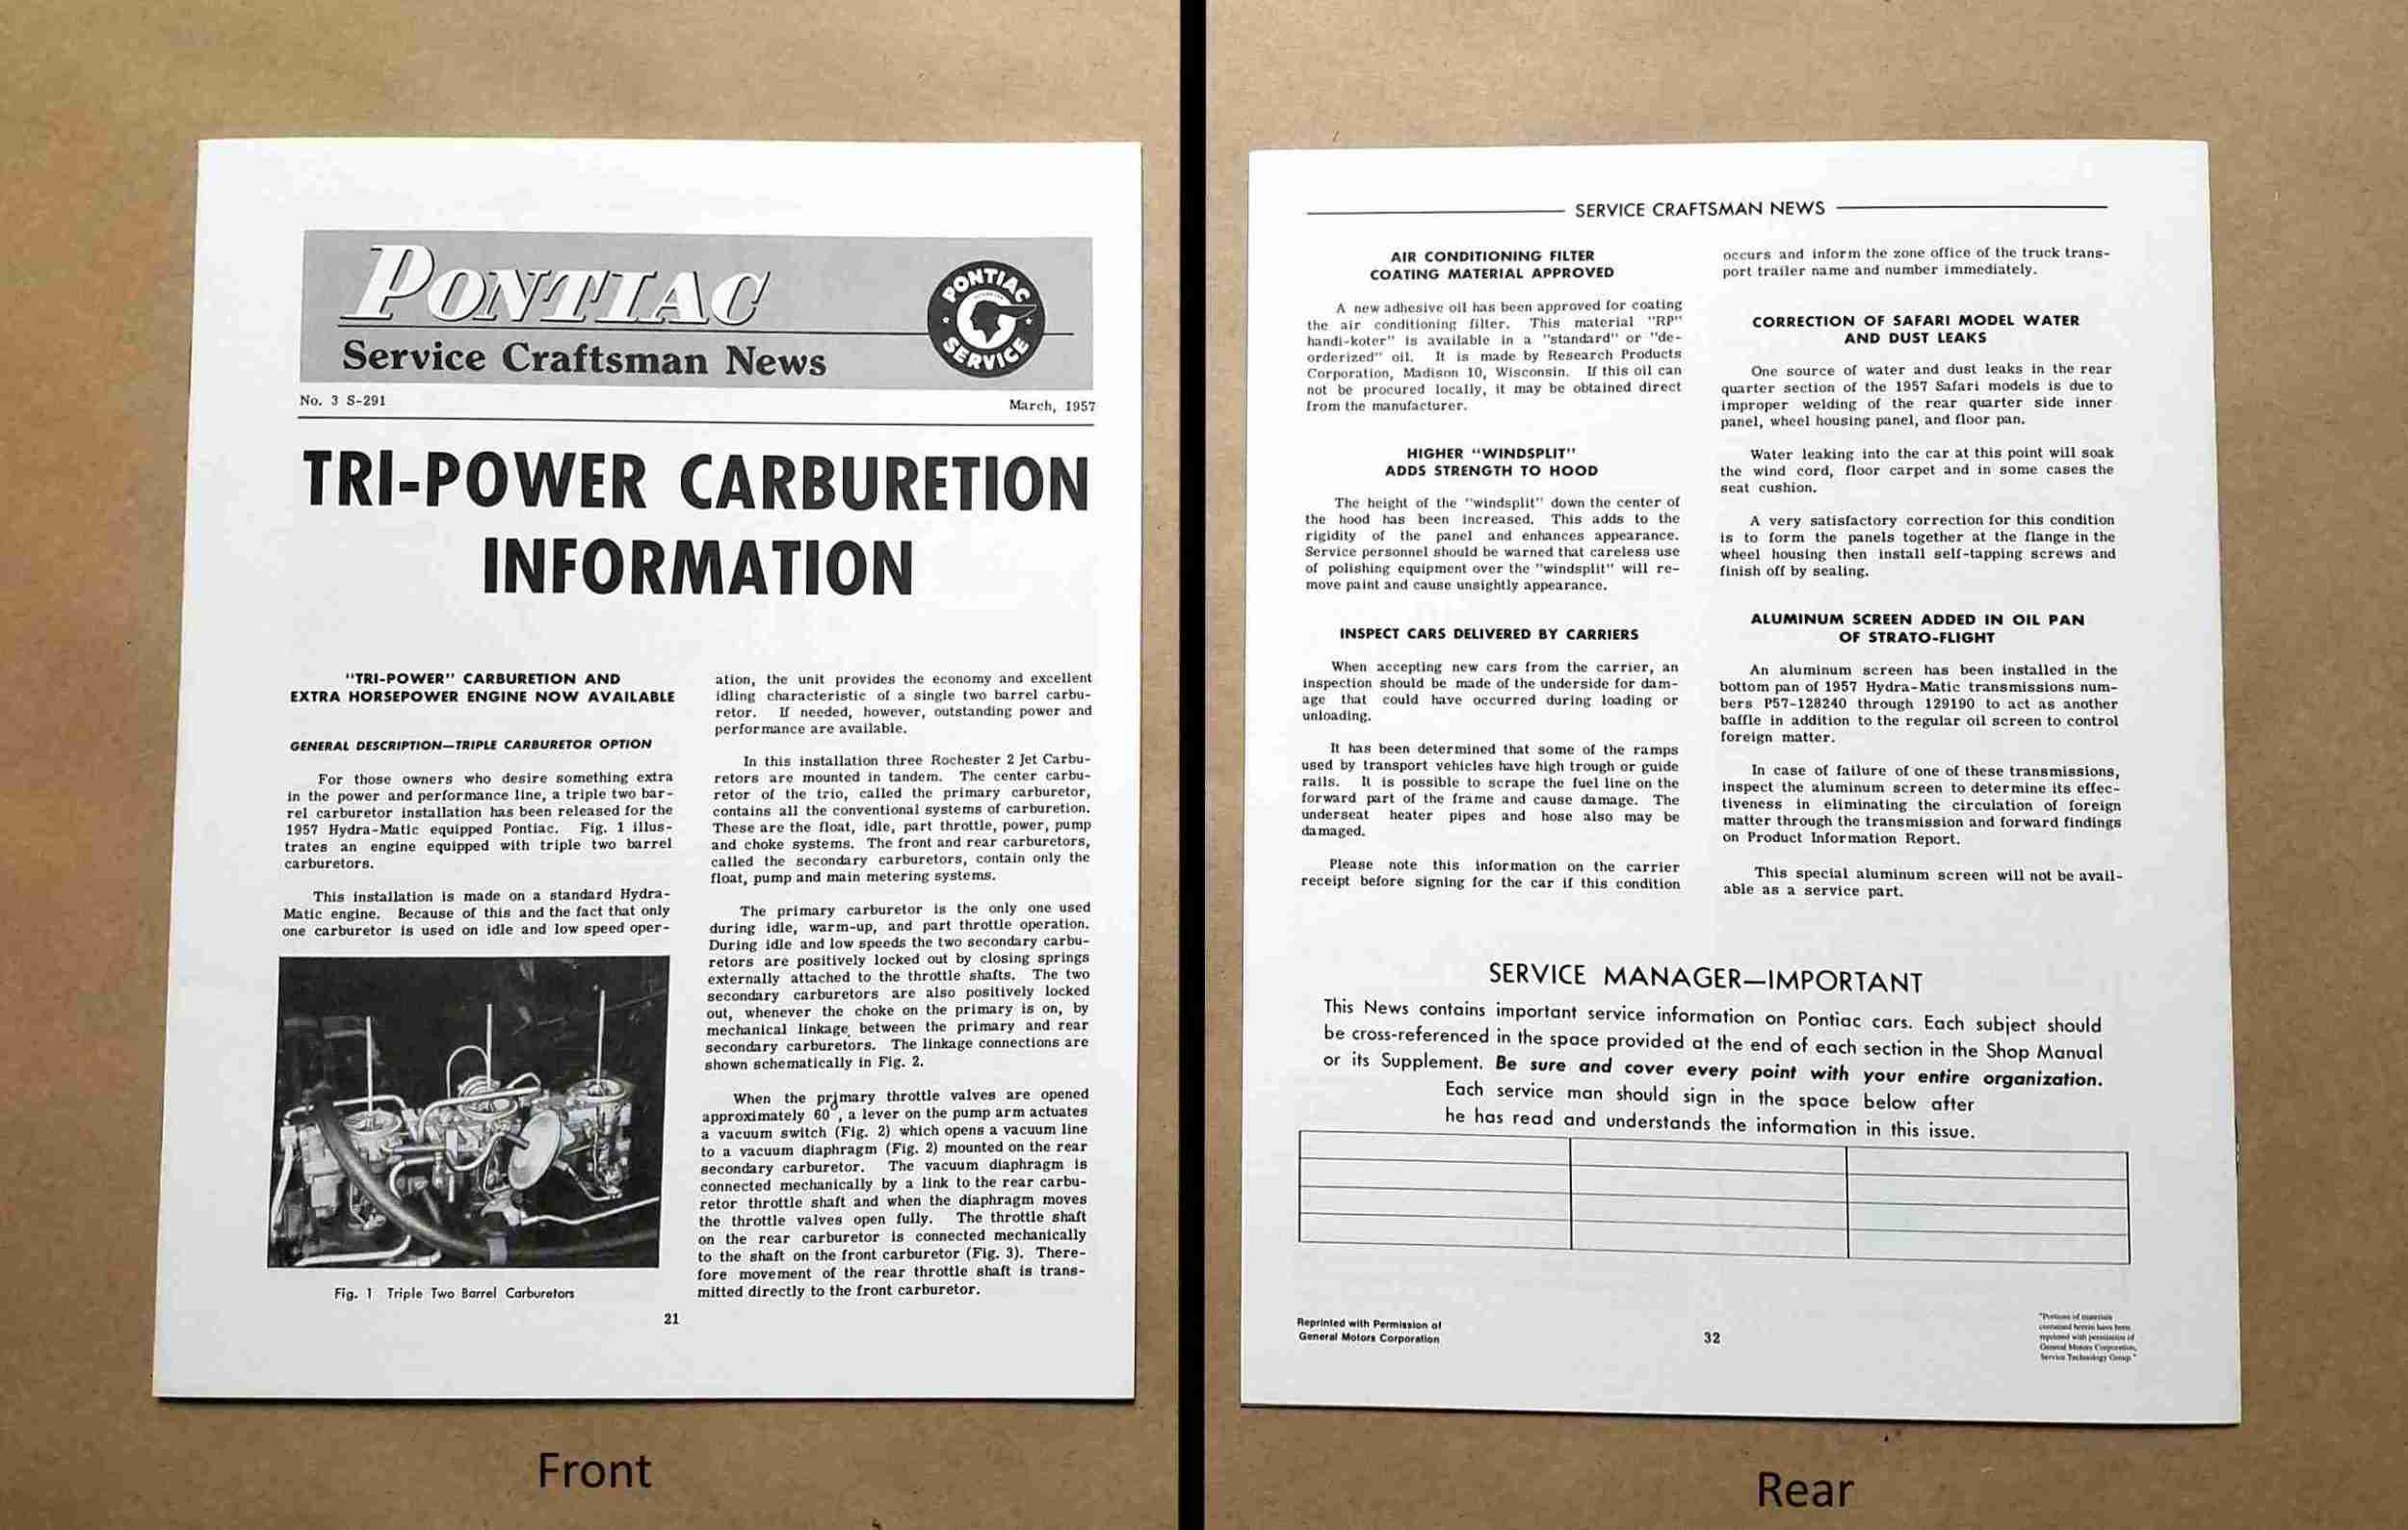 PONTIAC
Service Craftsman News
PONTIAC
SERVICE
No. 3 S-291
March, 1957
TRI-POWER CARBURETION
INFORMATION
"TRI-POWER" CARBURETION AND
EXTRA HORSEPOWER ENGINE NOW AVAILABLE
GENERAL DESCRIPTION—TRIPLE CARBURETOR OPTION
For those owners who desire something extra
in the power and performance line, a triple two bar-
rel carburetor installation has been released for the
1957 Hydra-Matic equipped Pontiac. Fig. 1 illus-
trates an engine equipped with triple two barrel
carburetors.
This installation is made on a standard Hydra-
Matic engine. Because of this and the fact that only
one carburetor is used on idle and low speed oper-
Fig. 1 Triple Two Barrel Carburetors
ation, the unit provides the economy and excellent
idling characteristic of a single two barrel carbu-
retor. If needed, however, outstanding power and
performance are available.
In this installation three Rochester 2 Jet Carbu-
retors are mounted in tandem. The center carbu-
retor of the trio, called the primary carburetor,
contains all the conventional systems of carburetion.
These are the float, idle, part throttle, power, pump
and choke systems. The front and rear carburetors,
called the secondary carburetors, contain only the
float, pump and main metering systems.
The primary carburetor is the only one used
during idle, warm-up, and part throttle operation.
During idle and low speeds the two secondary carbu-
retors are positively locked out by closing springs
externally attached to the throttle shafts. The two
secondary carburetors are also positively locked
out, whenever the choke on the primary is on, by
mechanical linkage between the primary and rear
secondary carburetors. The linkage connections are
shown schematically in Fig. 2.
When the primary throttle valves are opened
approximately 60°, a lever on the pump arm actuates
a vacuum switch (Fig. 2) which opens a vacuum line
to a vacuum diaphragm (Fig. 2) mounted on the rear
secondary carburetor. The vacuum diaphragm is
connected mechanically by a link to the rear carbu-
retor throttle shaft and when the diaphragm moves
the throttle valves open fully. The throttle shaft
on the rear carburetor is connected mechanically
to the shaft on the front carburetor (Fig. 3). There-
fore movement of the rear throttle shaft is trans-
mitted directly to the front carburetor.
21
Front
SERVICE CRAFTSMAN NEWS
AIR CONDITIONING FILTER
COATING MATERIAL APPROVED
A new adhesive oil has been approved for coating
the air conditioning filter. This material "RP"
handi-koter" is available in a "standard" or "de-
orderized" oil. It is made by Research Products
Corporation, Madison 10, Wisconsin. If this oil can
not be procured locally, it may be obtained direct
from the manufacturer.
HIGHER "WINDSPLIT"
ADDS STRENGTH TO HOOD
The height of the "windsplit" down the center of
the hood has been increased. This adds to the
rigidity of the panel and enhances appearance.
Service personnel should be warned that careless use
of polishing equipment over the "windsplit" will re-
move paint and cause unsightly appearance.
INSPECT CARS DELIVERED BY CARRIERS
When accepting new cars from the carrier, an
inspection should be made of the underside for dam-
age that could have occurred during loading or
unloading.
It has been determined that some of the ramps
used by transport vehicles have high trough or guide
rails. It is possible to scrape the fuel line on the
forward part of the frame and cause damage. The
underseat heater pipes and hose also may be
damaged.
Please note this information on the carrier
receipt before signing for the car if this condition
occurs and inform the zone office of the truck trans-
port trailer name and number immediately.
CORRECTION OF SAFARI MODEL WATER
AND DUST LEAKS
One source of water and dust leaks in the rear
quarter section of the 1957 Safari models is due to
improper welding of the rear quarter side inner
panel, wheel housing panel, and floor pan.
Water leaking into the car at this point will soak
the wind cord, floor carpet and in some cases the
seat cushion.
A very satisfactory correction for this condition
is to form the panels together at the flange in the
wheel housing then install self-tapping screws and
finish off by sealing.
ALUMINUM SCREEN ADDED IN OIL PAN
OF STRATO-FLIGHT
An aluminum screen has been installed in the
bottom pan of 1957 Hydra-Matic transmissions num-
bers P57-128240 through 129190 to act as another
baffle in addition to the regular oil screen to control
foreign matter.
In case of failure of one of these transmissions,
inspect the aluminum screen to determine its effec-
tiveness in eliminating the circulation of foreign
matter through the transmission and forward findings
on Product Information Report.
This special aluminum screen will not be avail-
able as a service part.
SERVICE MANAGER—IMPORTANT
This News contains important service information on Pontiac cars. Each subject should
be cross-referenced in the space provided at the end of each section in the Shop Manual
or its Supplement. Be sure and cover every point with your entire organization.
Each service man should sign in the space below after
he has read and understands the information in this issue.
Reprinted with Permission of
General Motors Corporation
32
"Portions of materials
contained herein have been
reprinted with permission of
General Motors Corporation,
Service Technology Group."
Rear